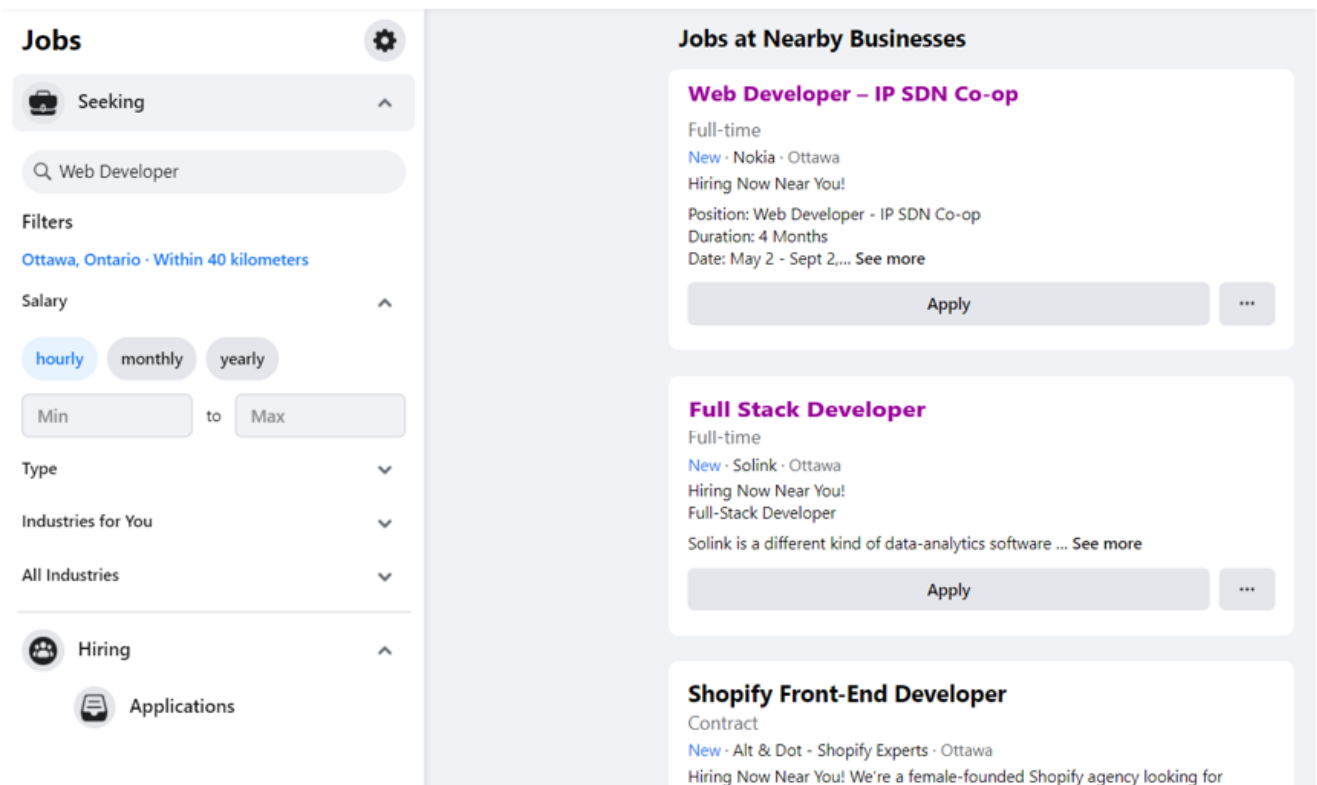 Jobs
Seeking
Web Developer
Filters
Ottawa, Ontario · Within 40 kilometers
Salary
hourly monthly yearly
Min to Max
Type
Industries for You
All Industries
Hiring
Applications
Jobs at Nearby Businesses
Web Developer – IP SDN Co-op
Full-time
New · Nokia · Ottawa
Hiring Now Near You!
Position: Web Developer - IP SDN Co-op
Duration: 4 Months
Date: May 2 - Sept 2,... See more
Apply ...
Full Stack Developer
Full-time
New · Solink · Ottawa
Hiring Now Near You!
Full-Stack Developer
Solink is a different kind of data-analytics software ... See more
Apply ...
Shopify Front-End Developer
Contract
New · Alt & Dot - Shopify Experts · Ottawa
Hiring Now Near You! We're a female-founded Shopify agency looking for